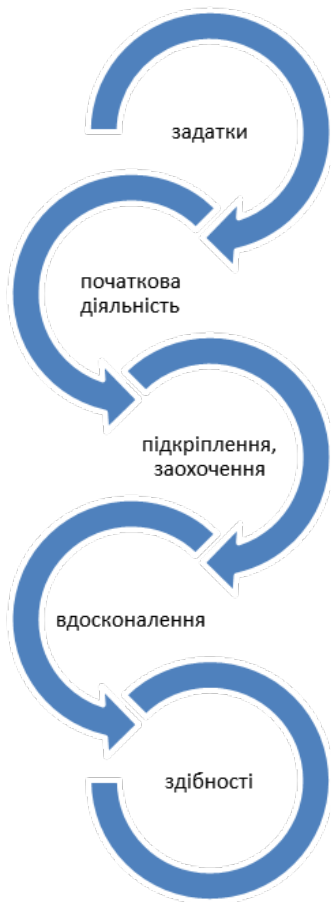 задатки
початкова
діяльність
підкріплення,
заохочення
вдосконалення
здібності